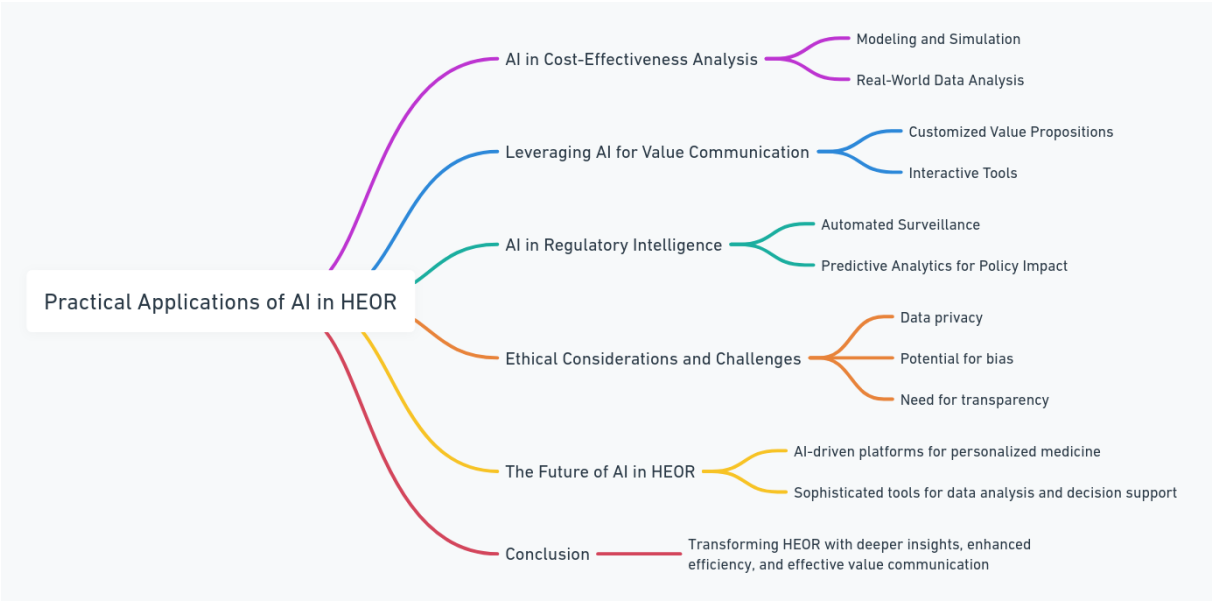 Practical Applications of AI in HEOR
AI in Cost-Effectiveness Analysis
Modeling and Simulation
Real-World Data Analysis
Leveraging AI for Value Communication
Customized Value Propositions
Interactive Tools
AI in Regulatory Intelligence
Automated Surveillance
Predictive Analytics for Policy Impact
Ethical Considerations and Challenges
Data privacy
Potential for bias
Need for transparency
The Future of AI in HEOR
AI-driven platforms for personalized medicine
Sophisticated tools for data analysis and decision support
Conclusion
Transforming HEOR with deeper insights, enhanced
efficiency, and effective value communication